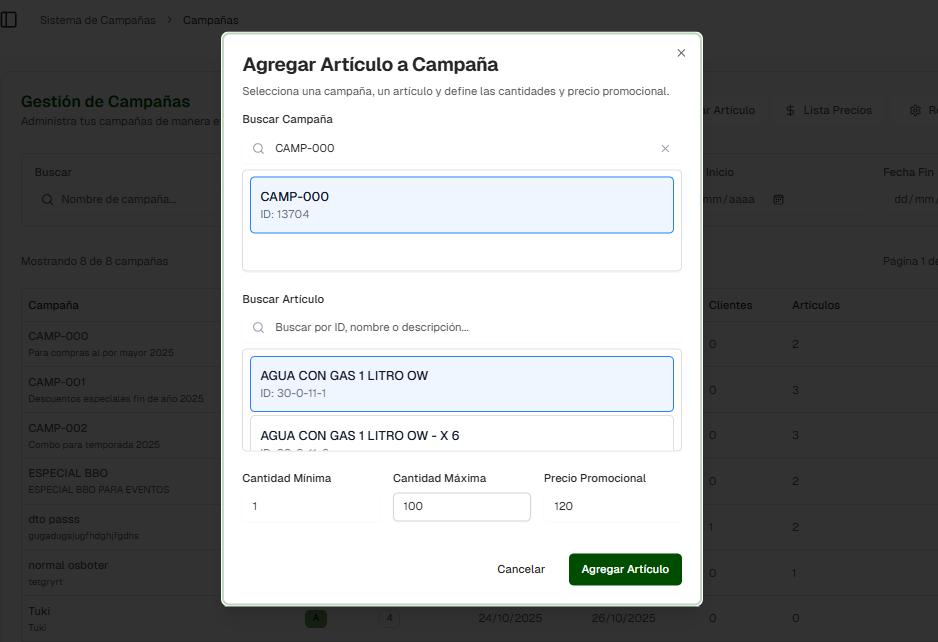 Sistema de Campañas > Campañas
Agregar Artículo a Campaña
Selecciona una campaña, un artículo y define las cantidades y precio promocional.
Buscar Campaña
CAMP-000
CAMP-000
ID: 13704
Buscar Artículo
Buscar por ID, nombre o descripción...
AGUA CON GAS 1 LITRO OW
ID: 30-0-11-1
AGUA CON GAS 1 LITRO OW - X 6
Cantidad Mínima Cantidad Máxima Precio Promocional
1 100 120
Cancelar Agregar Artículo
Gestión de Campañas
Administra tus campañas de manera
Artículo $ Lista Precios
Buscar Inicio Fecha Fin
Nombre de campaña... mm/aaaa dd/mm/
Mostrando 8 de 8 campañas Página 1 de
Campaña Clientes Artículos
CAMP-000 0 2
Para compras al por mayor 2025
CAMP-001 0 3
Descuentos especiales fin de año 2025
CAMP-002 0 3
Combo para temporada 2025
ESPECIAL BBO 0 2
ESPECIAL BBO PARA EVENTOS
dto passs 1 2
gugadugsjugfhdghjfgdhs
normal osboter 0 1
tetgryrt
Tuki A 4 24/10/2025 26/10/2025 0 0
Tuki